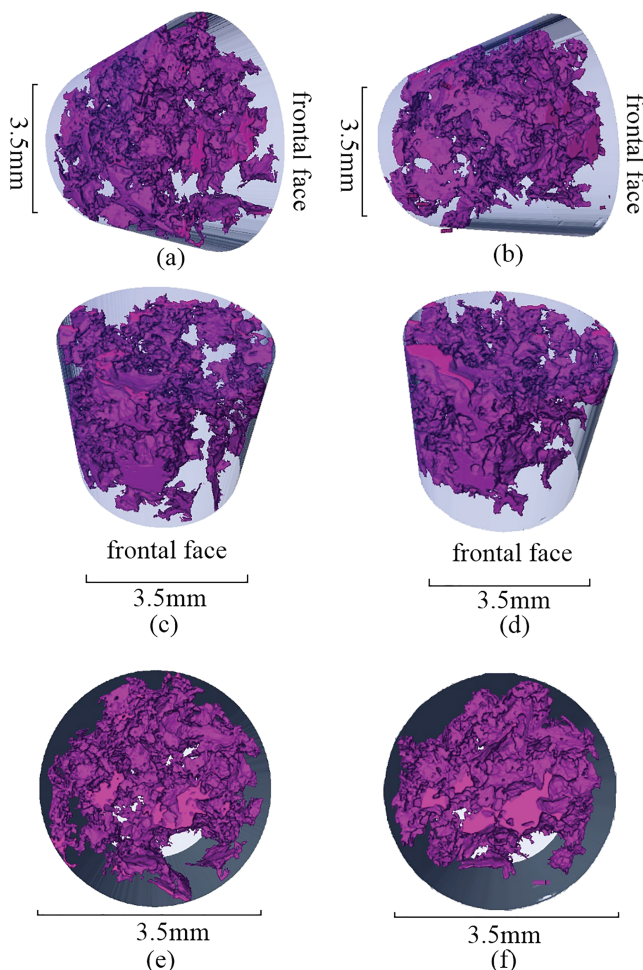 3.5mm
frontal face
(a)
3.5mm
frontal face
(b)
frontal face
3.5mm
(c)
frontal face
3.5mm
(d)
3.5mm
(e)
3.5mm
(f)